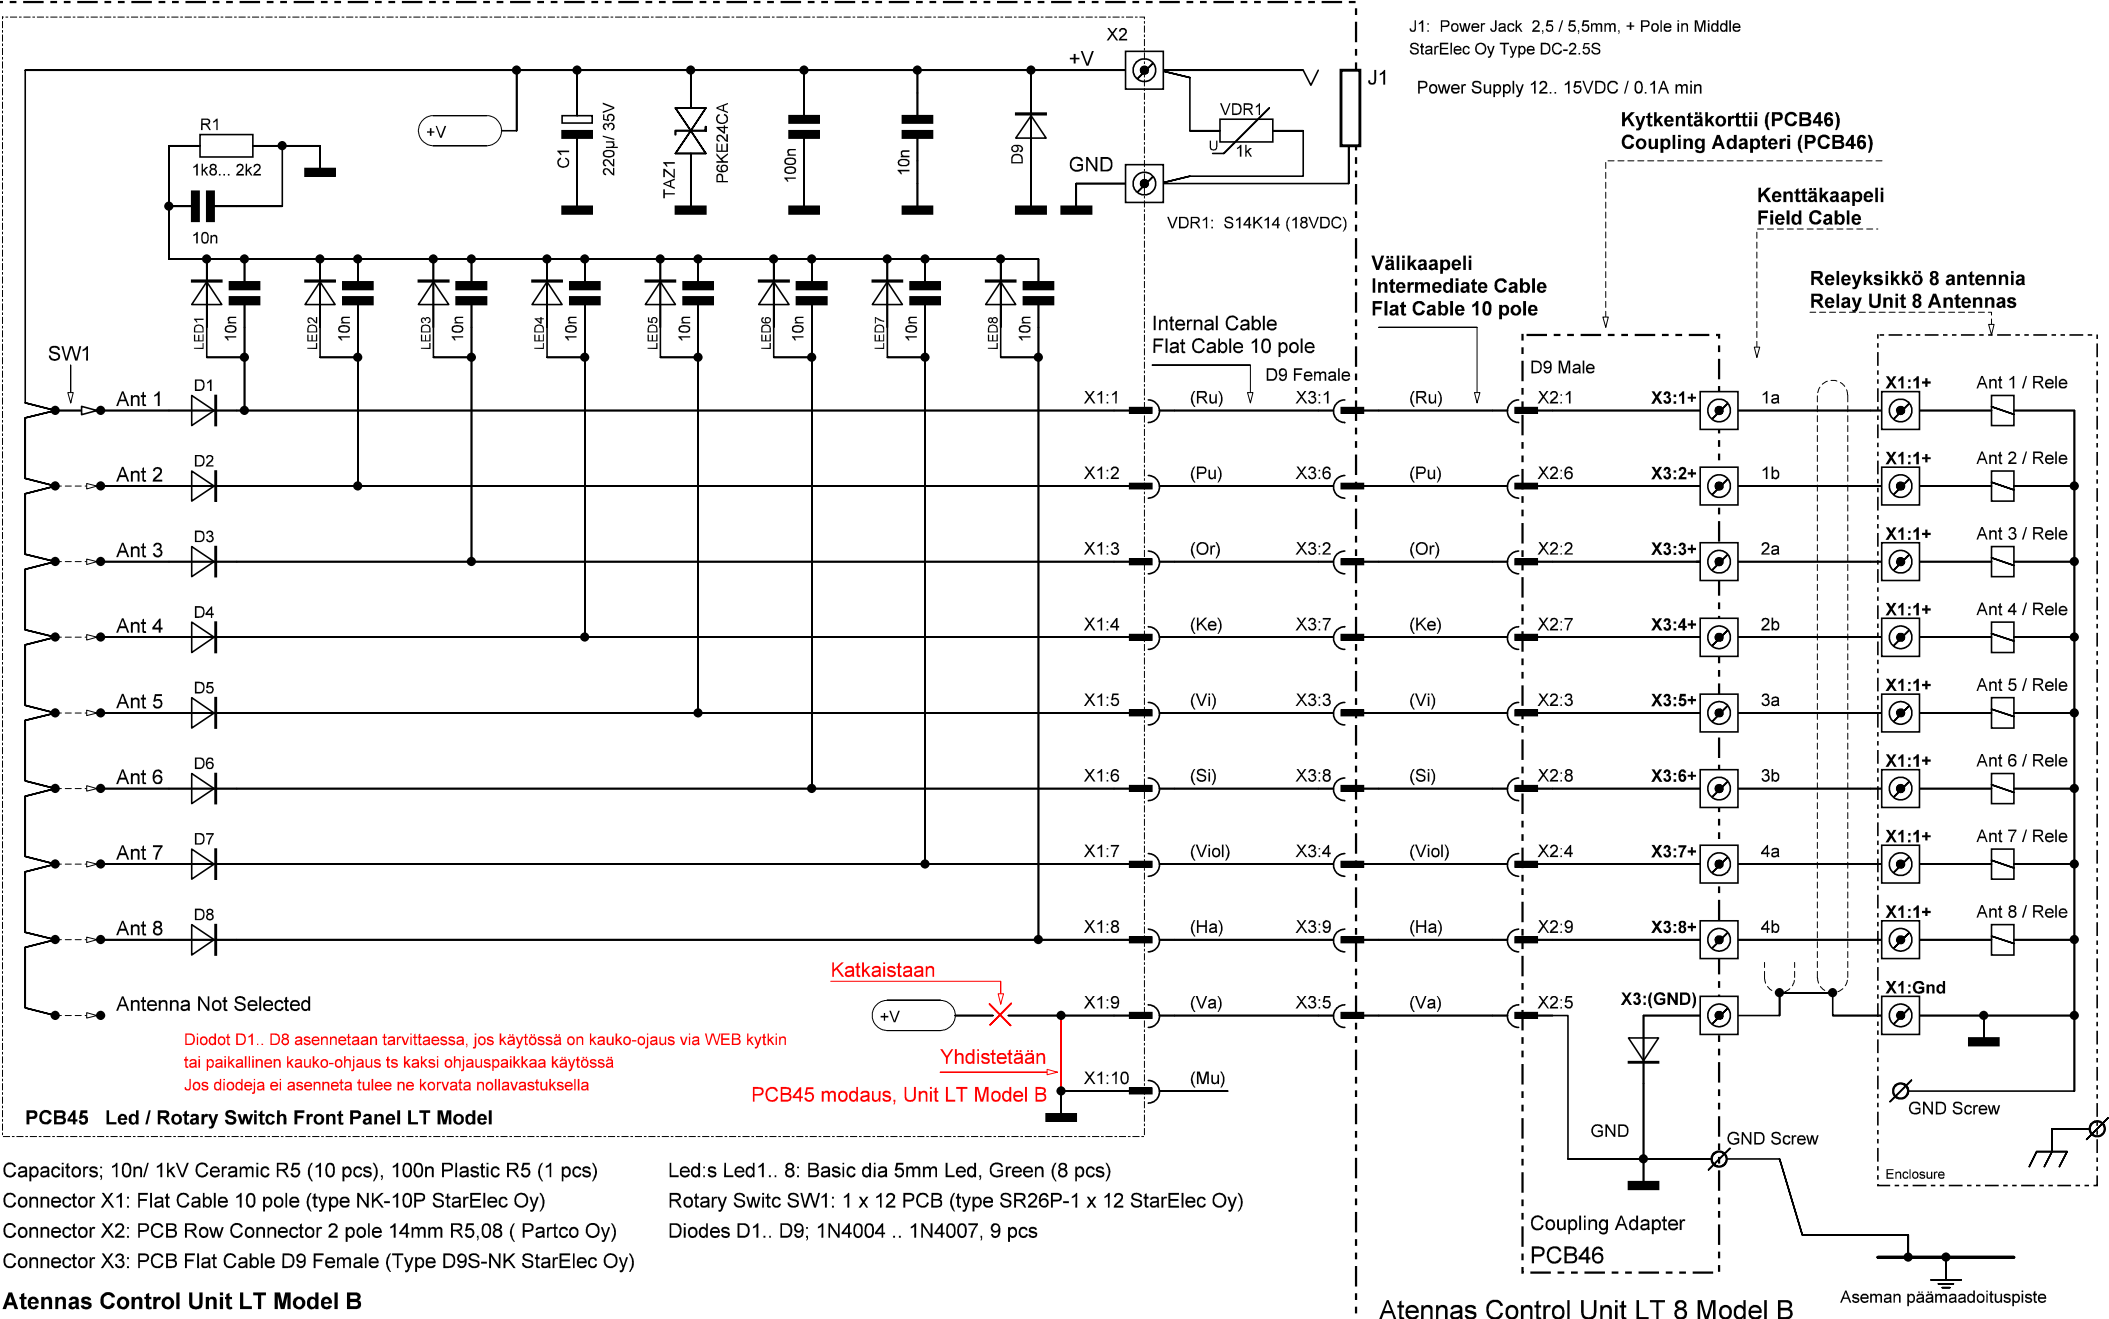 J1:  Power Jack  2,5 / 5,5mm, + Pole in Middle
StarElec Oy Type DC-2.5S
Power Supply 12.. 15VDC / 0.1A min
X2
+V
J1
GND
VDR1
U
1k
VDR1:  S14K14 (18VDC)
R1
1k8... 2k2
10n
+V
C1
220µ/ 35V
TAZ1
P6KE24CA
100n
10n
D9
Kytkentäkorttii (PCB46)
Coupling Adapteri (PCB46)
Kenttäkaapeli
Field Cable
Välikaapeli
Intermediate Cable
Flat Cable 10 pole
Releyksikkö 8 antennia
Relay Unit 8 Antennas
Internal Cable
Flat Cable 10 pole
LED1
10n
LED2
10n
LED3
10n
LED4
10n
LED5
10n
LED6
10n
LED7
10n
LED8
10n
SW1
D9 Female
D9 Male
Ant 1
D1
X1:1
(Ru)
X3:1
(Ru)
X2:1
X3:1+
1a
X1:1+
Ant 1 / Rele
Ant 2
D2
X1:2
(Pu)
X3:6
(Pu)
X2:6
X3:2+
1b
X1:1+
Ant 2 / Rele
Ant 3
D3
X1:3
(Or)
X3:2
(Or)
X2:2
X3:3+
2a
X1:1+
Ant 3 / Rele
Ant 4
D4
X1:4
(Ke)
X3:7
(Ke)
X2:7
X3:4+
2b
X1:1+
Ant 4 / Rele
Ant 5
D5
X1:5
(Vi)
X3:3
(Vi)
X2:3
X3:5+
3a
X1:1+
Ant 5 / Rele
Ant 6
D6
X1:6
(Si)
X3:8
(Si)
X2:8
X3:6+
3b
X1:1+
Ant 6 / Rele
Ant 7
D7
X1:7
(Viol)
X3:4
(Viol)
X2:4
X3:7+
4a
X1:1+
Ant 7 / Rele
Ant 8
D8
X1:8
(Ha)
X3:9
(Ha)
X2:9
X3:8+
4b
X1:1+
Ant 8 / Rele
Antenna Not Selected
Katkaistaan
+V
X1:9
(Va)
X3:5
(Va)
X2:5
X3:(GND)
X1:Gnd
Diodot D1.. D8 asennetaan tarvittaessa, jos käytössä on kauko-ojaus via WEB kytkin
tai paikallinen kauko-ohjaus ts kaksi ohjauspaikkaa käytössä
Jos diodeja ei asenneta tulee ne korvata nollavastuksella
Yhdistetään
X1:10
(Mu)
PCB45 modaus, Unit LT Model B
PCB45   Led / Rotary Switch Front Panel LT Model
GND
GND Screw
GND Screw
Enclosure
Capacitors; 10n/ 1kV Ceramic R5 (10 pcs), 100n Plastic R5 (1 pcs)
Connector X1: Flat Cable 10 pole (type NK-10P StarElec Oy)
Connector X2: PCB Row Connector 2 pole 14mm R5,08 ( Partco Oy)
Connector X3: PCB Flat Cable D9 Female (Type D9S-NK StarElec Oy)
Led:s Led1.. 8: Basic dia 5mm Led, Green (8 pcs)
Rotary Switc SW1: 1 x 12 PCB (type SR26P-1 x 12 StarElec Oy)
Diodes D1.. D9; 1N4004 .. 1N4007, 9 pcs
Coupling Adapter
PCB46
Aseman päämaadoituspiste
Atennas Control Unit LT Model B
Atennas Control Unit LT 8 Model B